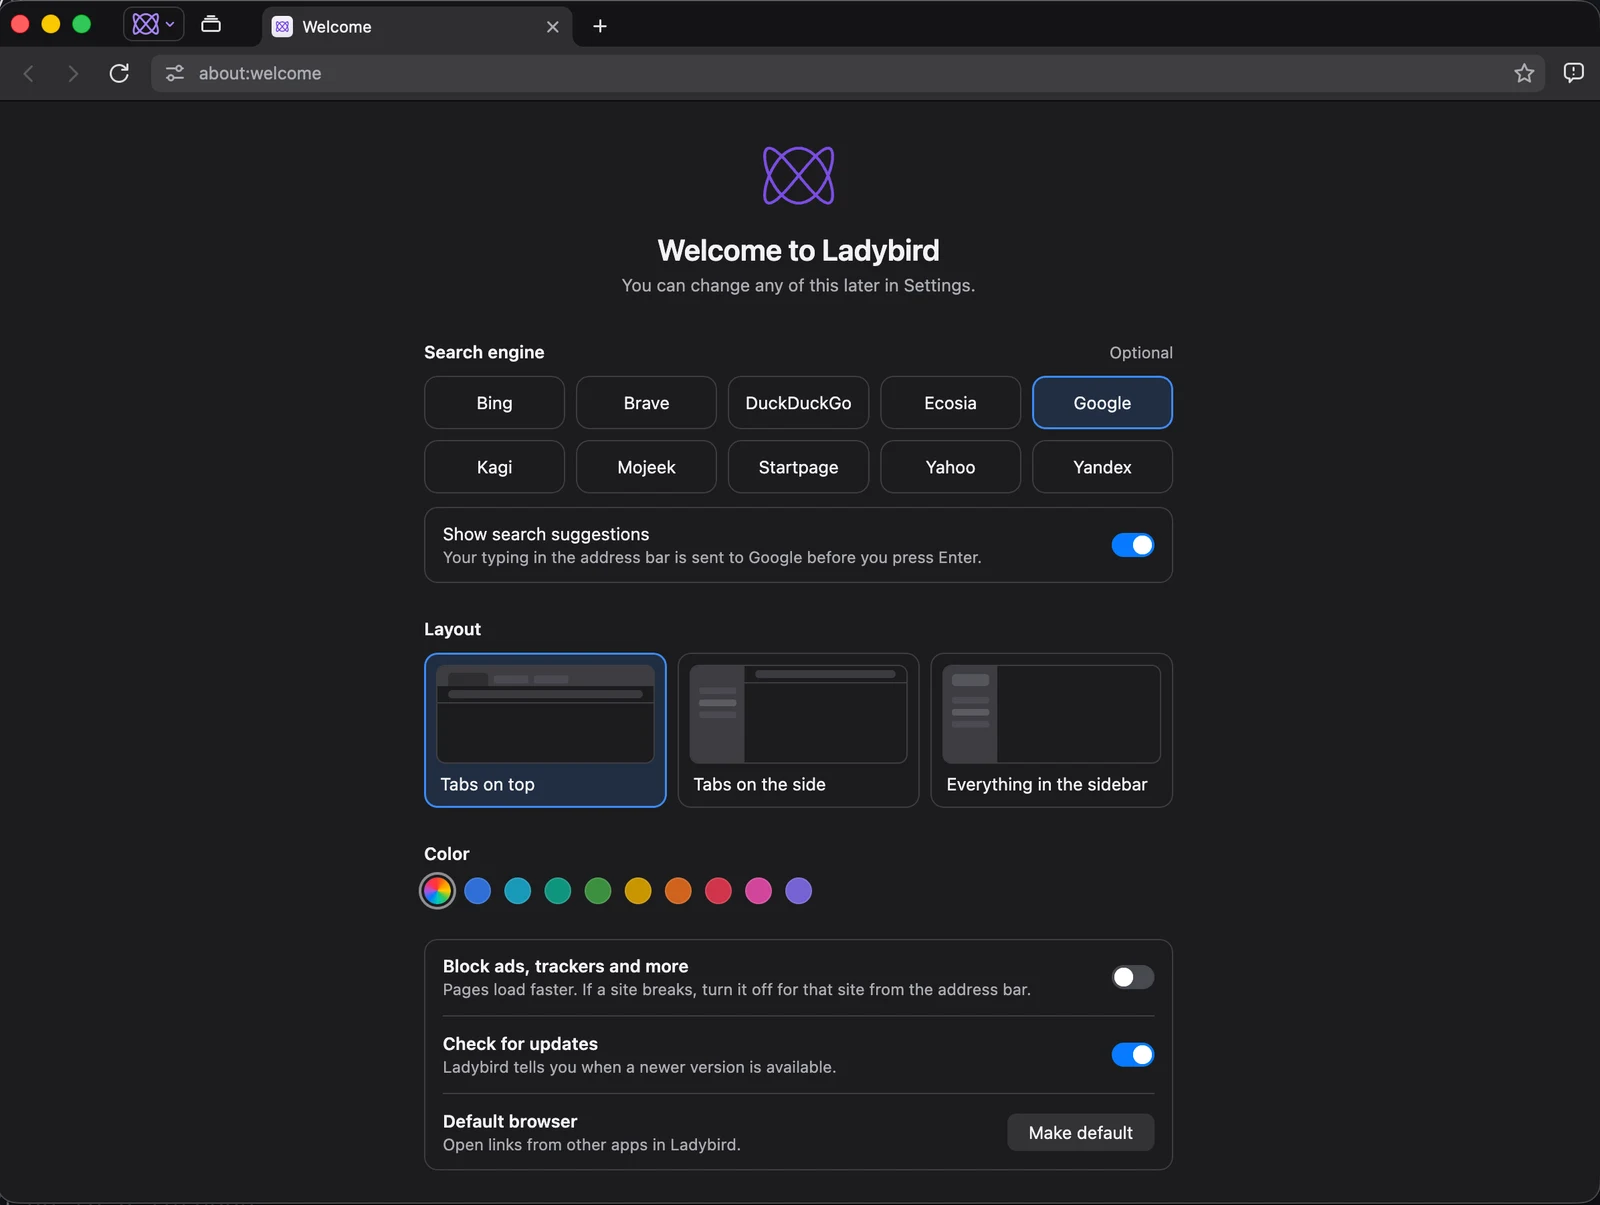 Welcome
about:welcome
Welcome to Ladybird
You can change any of this later in Settings.
Search engine
Optional
Bing
Brave
DuckDuckGo
Ecosia
Google
Kagi
Mojeek
Startpage
Yahoo
Yandex
Show search suggestions
Your typing in the address bar is sent to Google before you press Enter.
Layout
Tabs on top
Tabs on the side
Everything in the sidebar
Color
Block ads, trackers and more
Pages load faster. If a site breaks, turn it off for that site from the address bar.
Check for updates
Ladybird tells you when a newer version is available.
Default browser
Open links from other apps in Ladybird.
Make default